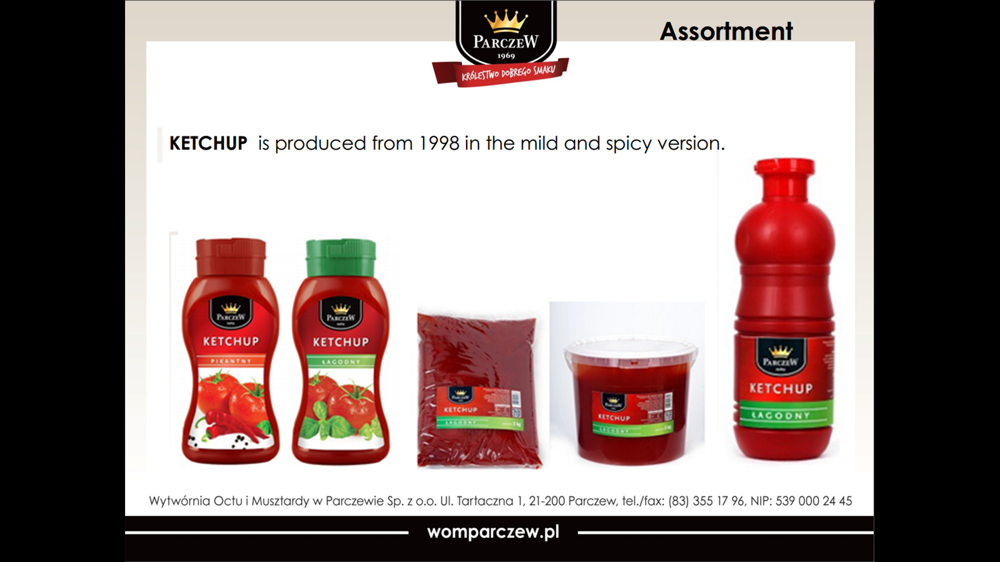 PARCZEW
1969
KRÓLESTWO DOBREGO SMAKU
Assortment
KETCHUP is produced from 1998 in the mild and spicy version.
PARCZEW
KETCHUP
PIKANTNY
PARCZEW
KETCHUP
ŁAGODNY
PARCZEW
KETCHUP
ŁAGODNY
PARCZEW
KETCHUP
ŁAGODNY
PARCZEW
KETCHUP
ŁAGODNY
Wytwórnia Octu i Musztardy w Parczewie Sp. z o.o. Ul. Tartaczna 1, 21-200 Parczew, tel./fax: (83) 355 17 96, NIP: 539 000 24 45
womparczew.pl